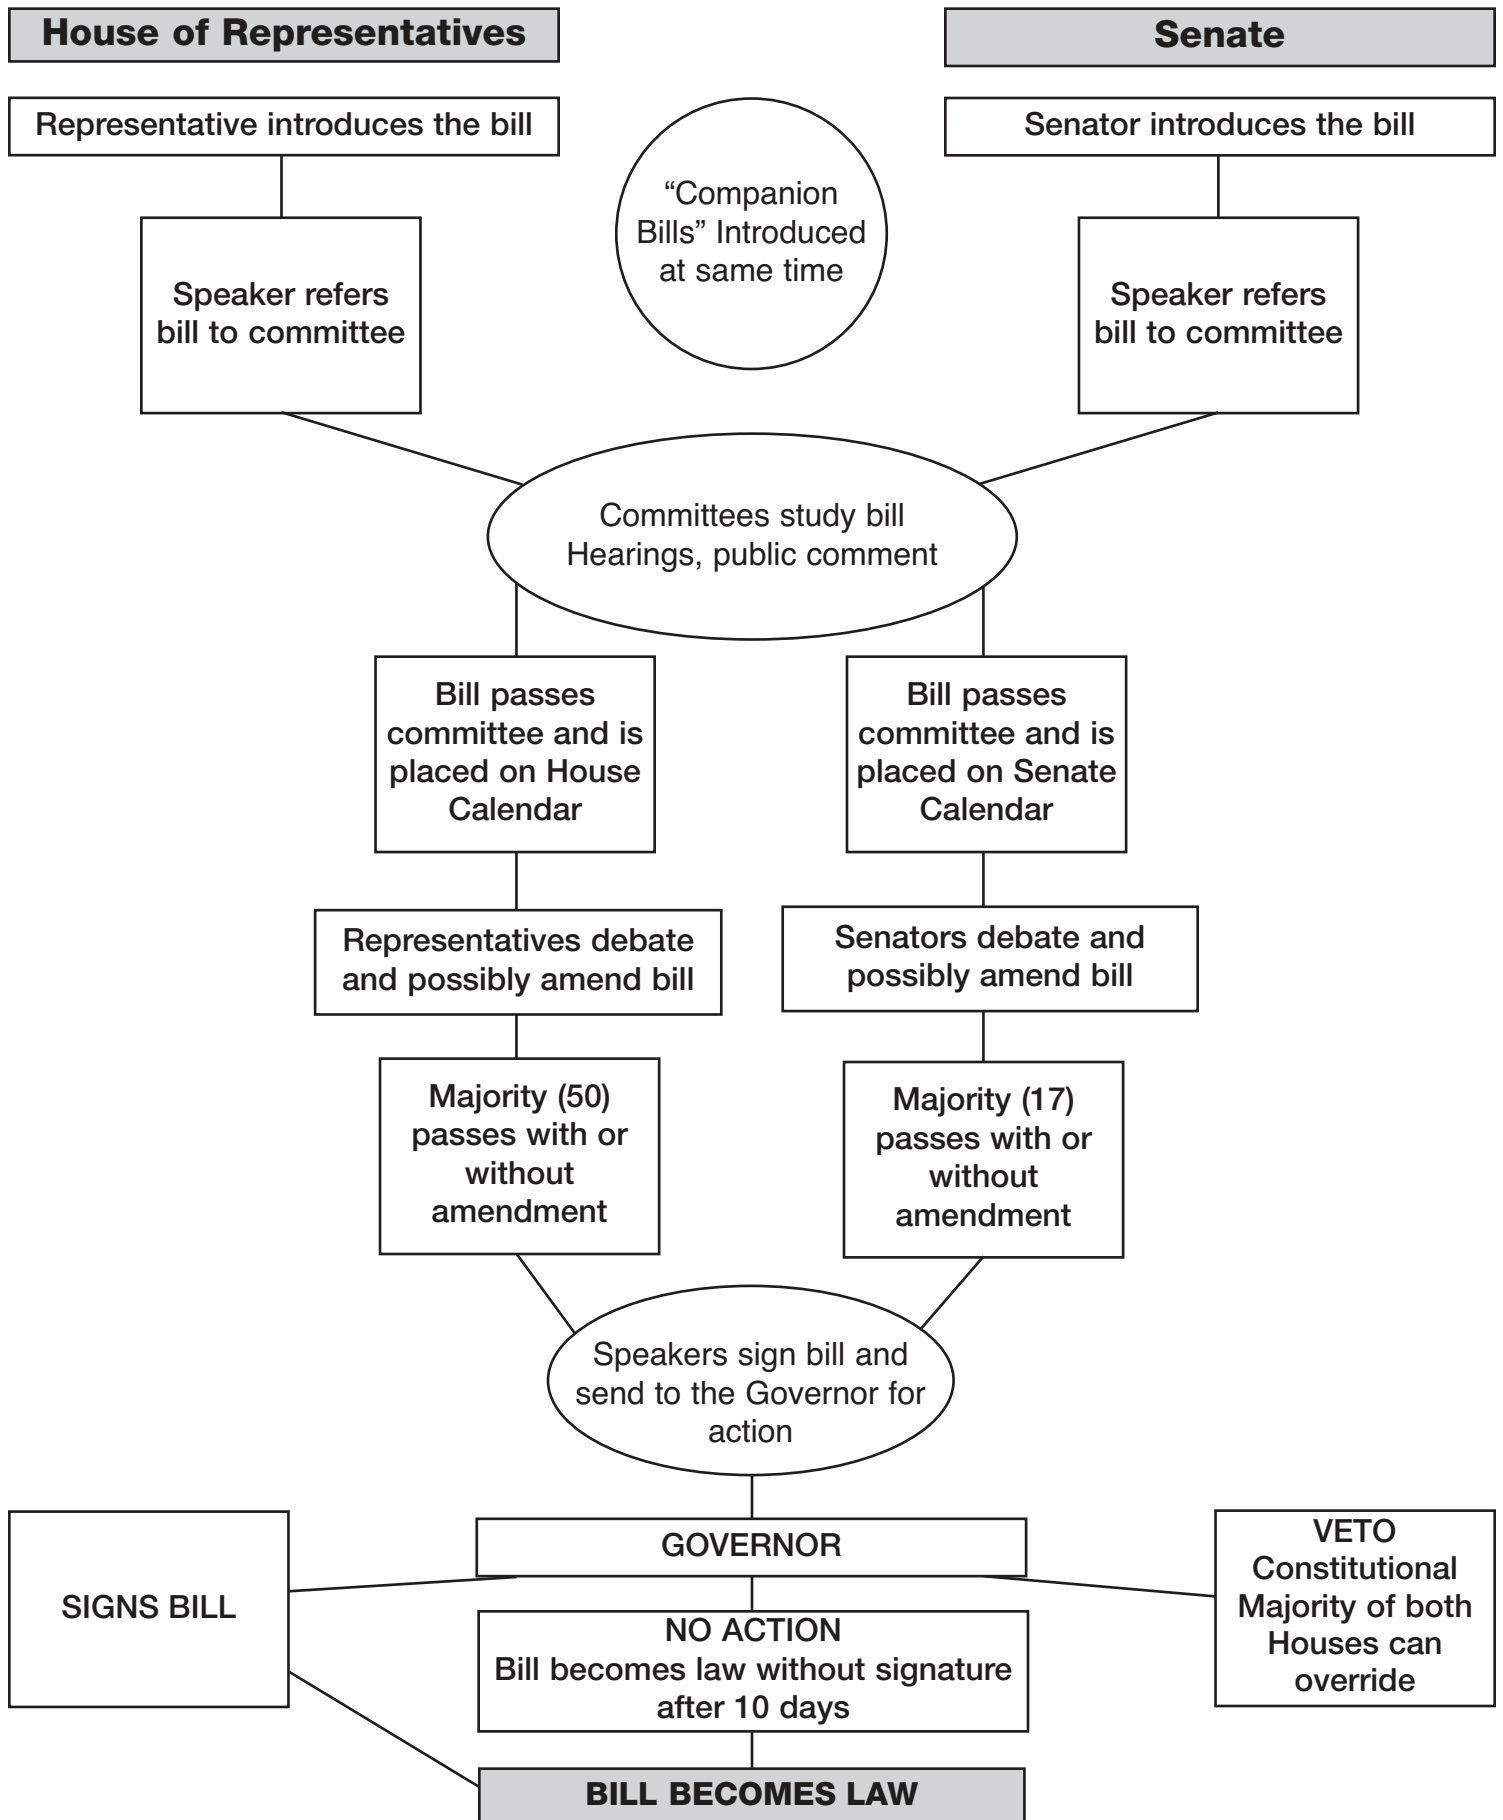 House of Representatives
Senate
Representative introduces the bill
Senator introduces the bill
“Companion
Bills” Introduced
at same time
Speaker refers
bill to committee
Speaker refers
bill to committee
Committees study bill
Hearings, public comment
Bill passes
committee and is
placed on House
Calendar
Bill passes
committee and is
placed on Senate
Calendar
Representatives debate
and possibly amend bill
Senators debate and
possibly amend bill
Majority (50)
passes with or
without
amendment
Majority (17)
passes with or
without
amendment
Speakers sign bill and
send to the Governor for
action
GOVERNOR
SIGNS BILL
NO ACTION
Bill becomes law without signature
after 10 days
VETO
Constitutional
Majority of both
Houses can
override
BILL BECOMES LAW